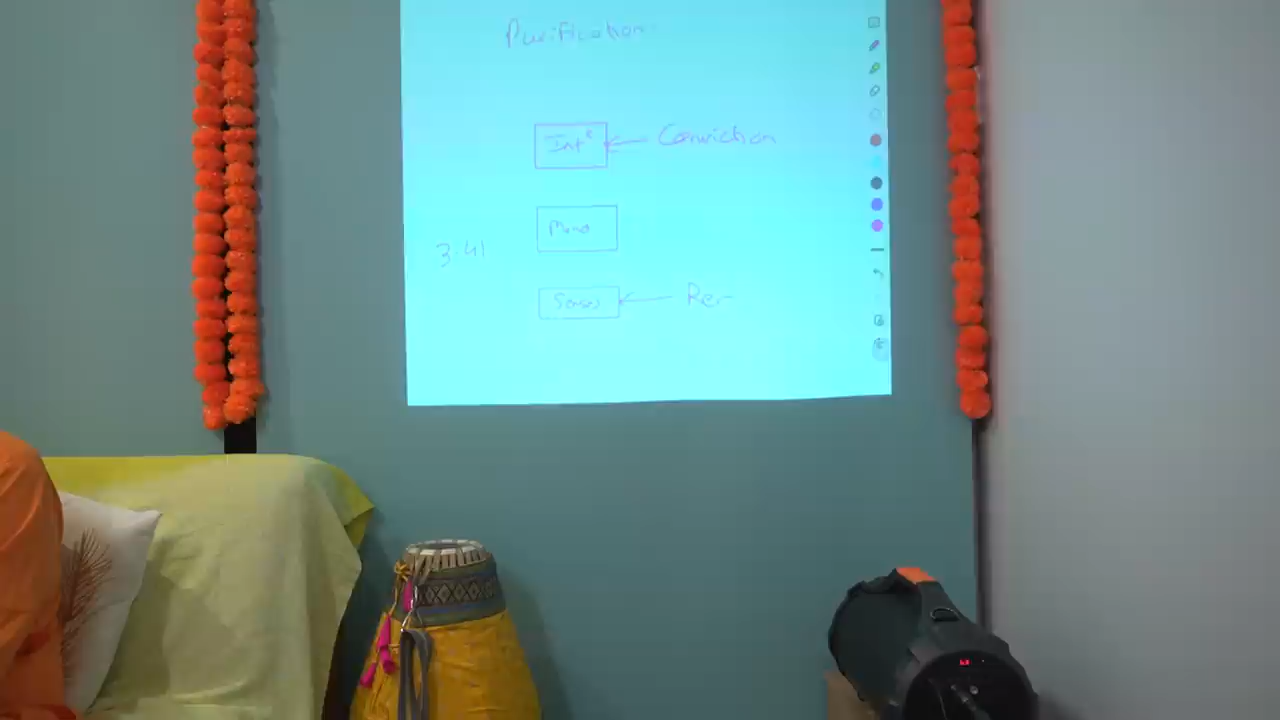 Purification
Int^c ← Conviction
Mind
3.41
Senses ← Rer